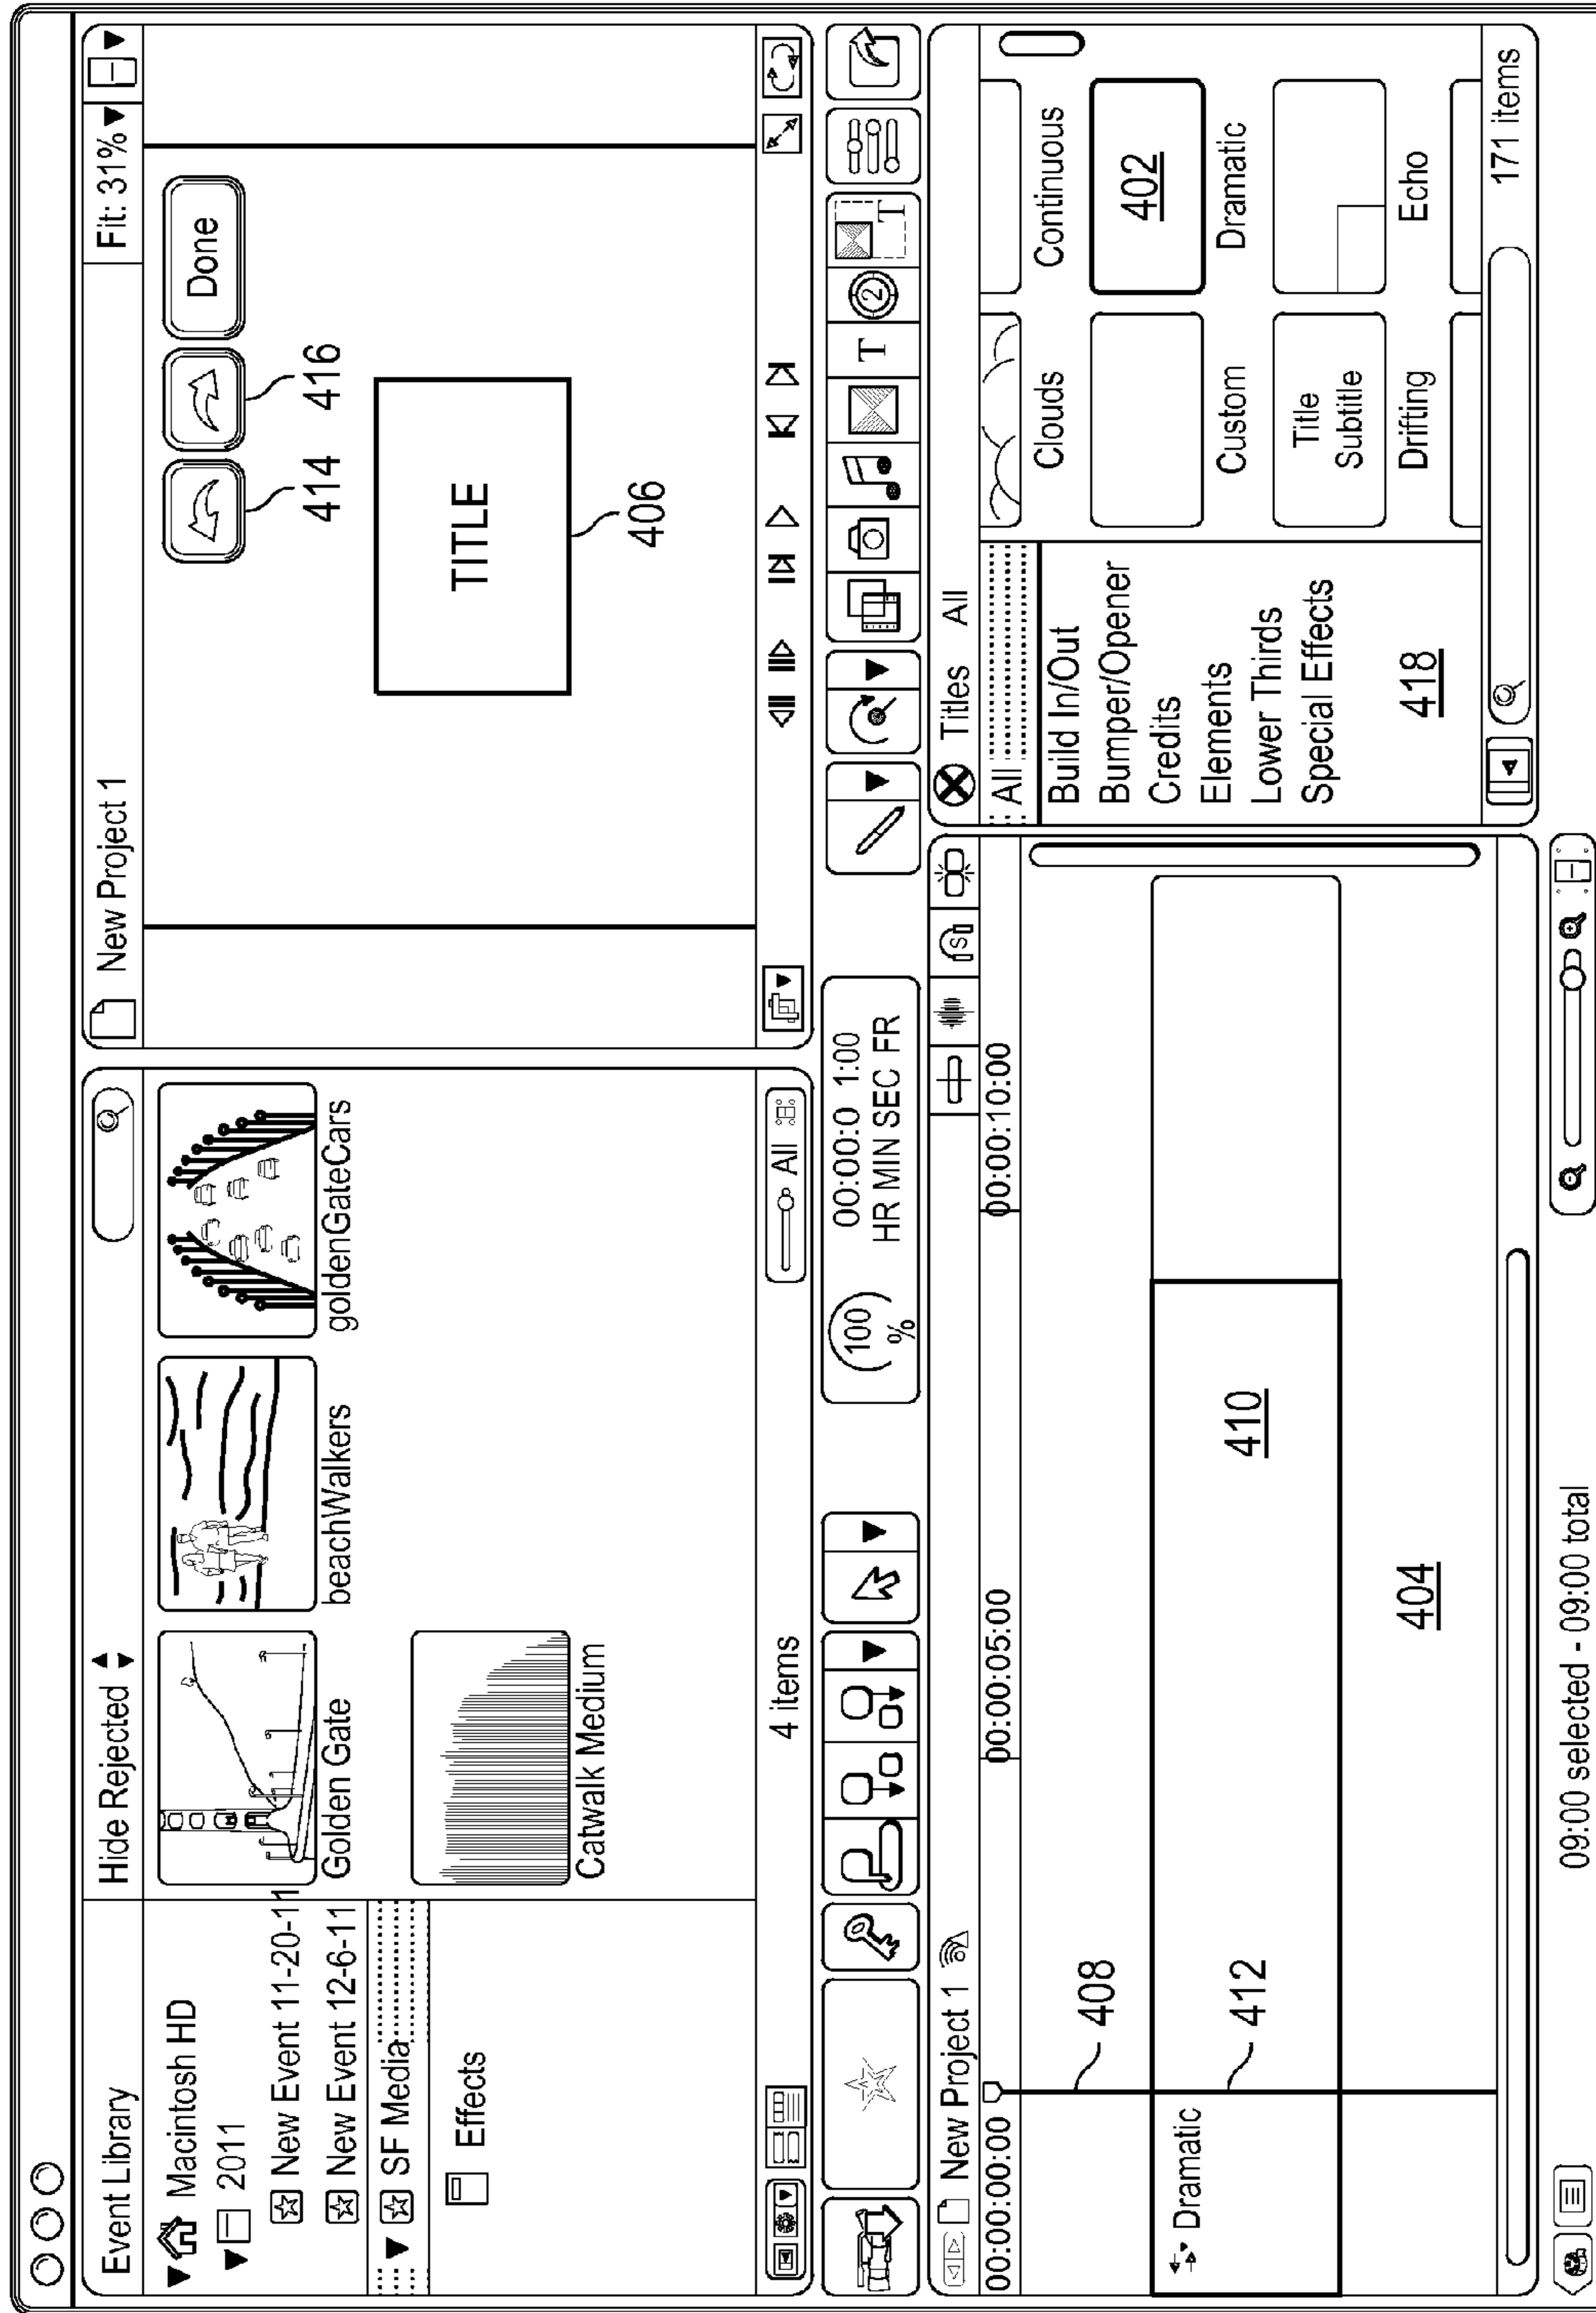 Event Library
Hide Rejected
Macintosh HD
2011
New Event 11-20-11
New Event 12-6-11
SF Media
Effects
Golden Gate
beachWalkers
goldenGateCars
Catwalk Medium
4 items
All
New Project 1
Fit: 31%
414
416
Done
TITLE
406
100
%
00:00:0 1:00
HR MIN SEC FR
2
T
T
New Project 1
S
00:00:00:00
00:00:05:00
00:00:10:00
408
Dramatic
412
410
404
Titles All
All
Build In/Out
Bumper/Opener
Credits
Elements
Lower Thirds
Special Effects
418
Clouds
Continuous
402
Custom
Dramatic
Title
Subtitle
Drifting
Echo
171 items
09:00 selected - 09:00 total